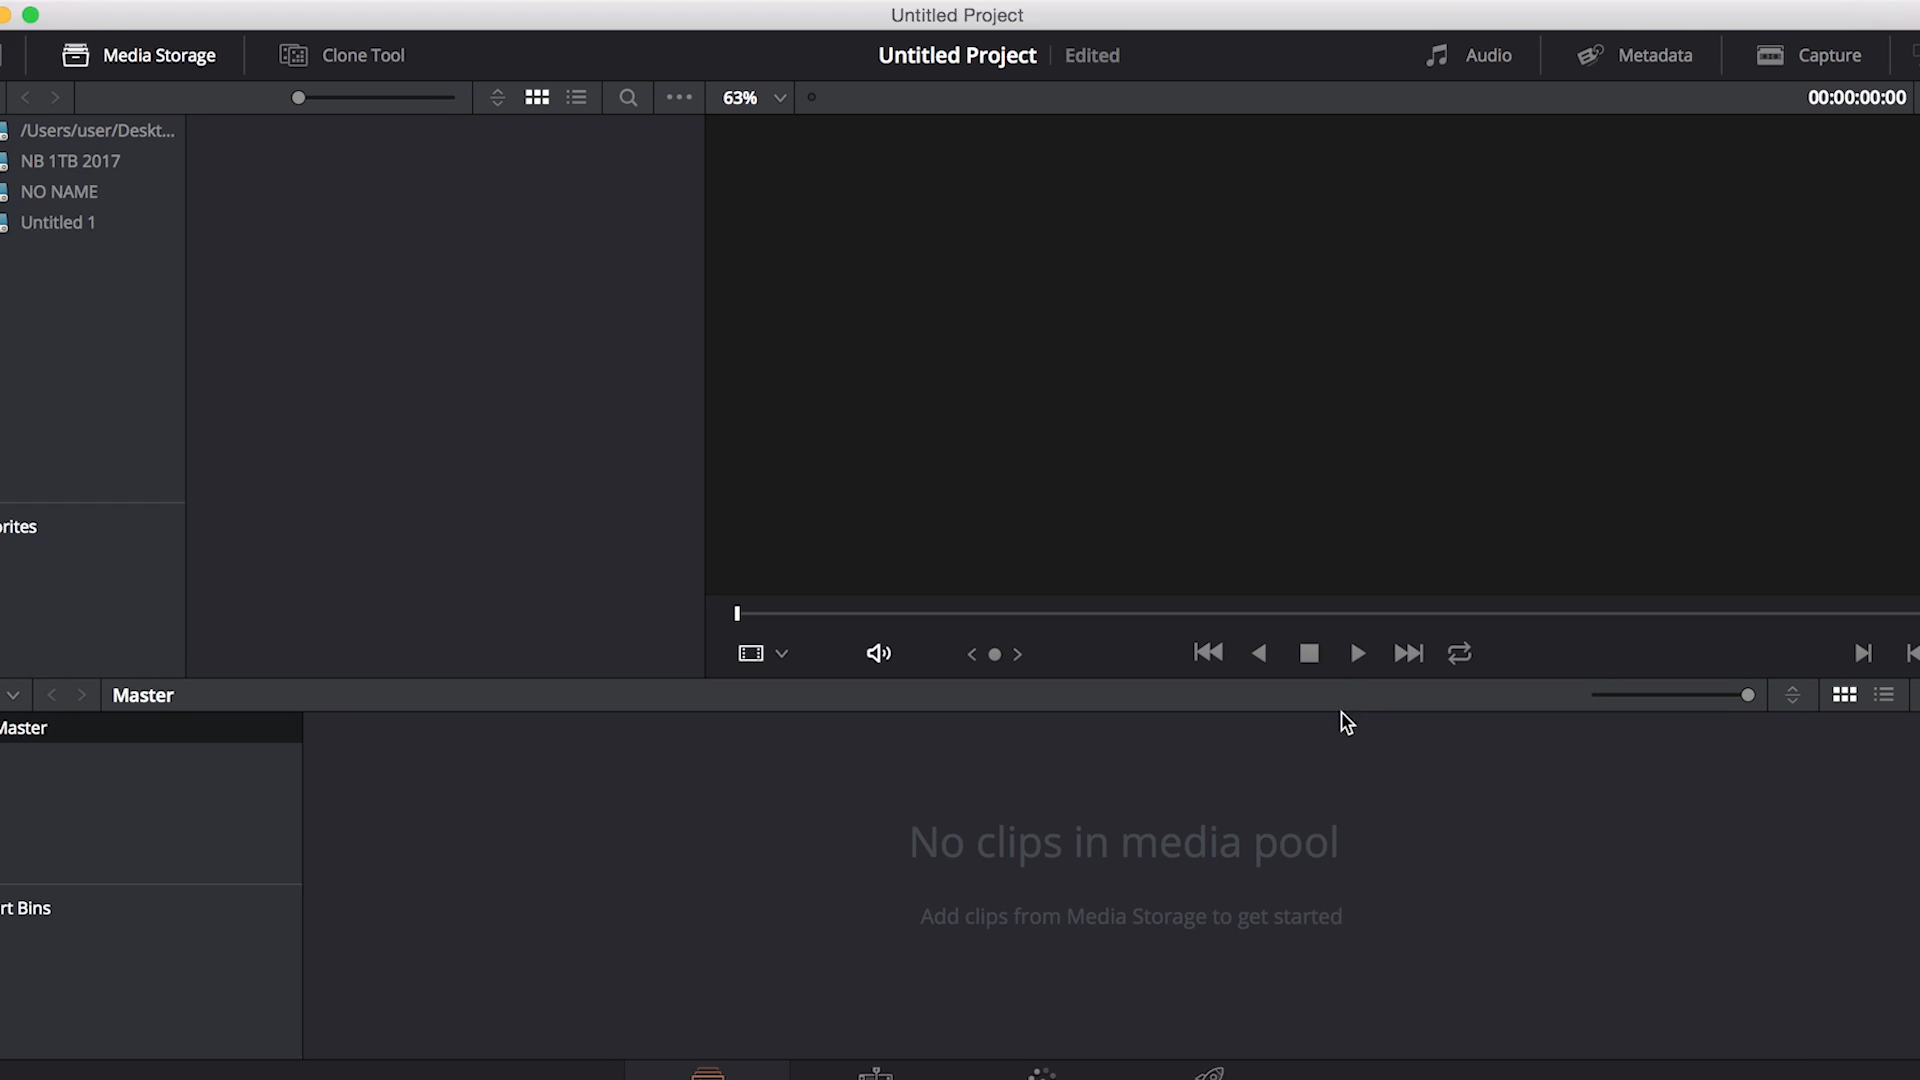 Untitled Project
Media Storage
Clone Tool
Untitled Project
Edited
Audio
Metadata
Capture
63%
00:00:00:00
/Users/user/Deskt...
NB 1TB 2017
NO NAME
Untitled 1
orites
Master
Master
No clips in media pool
Add clips from Media Storage to get started
rt Bins